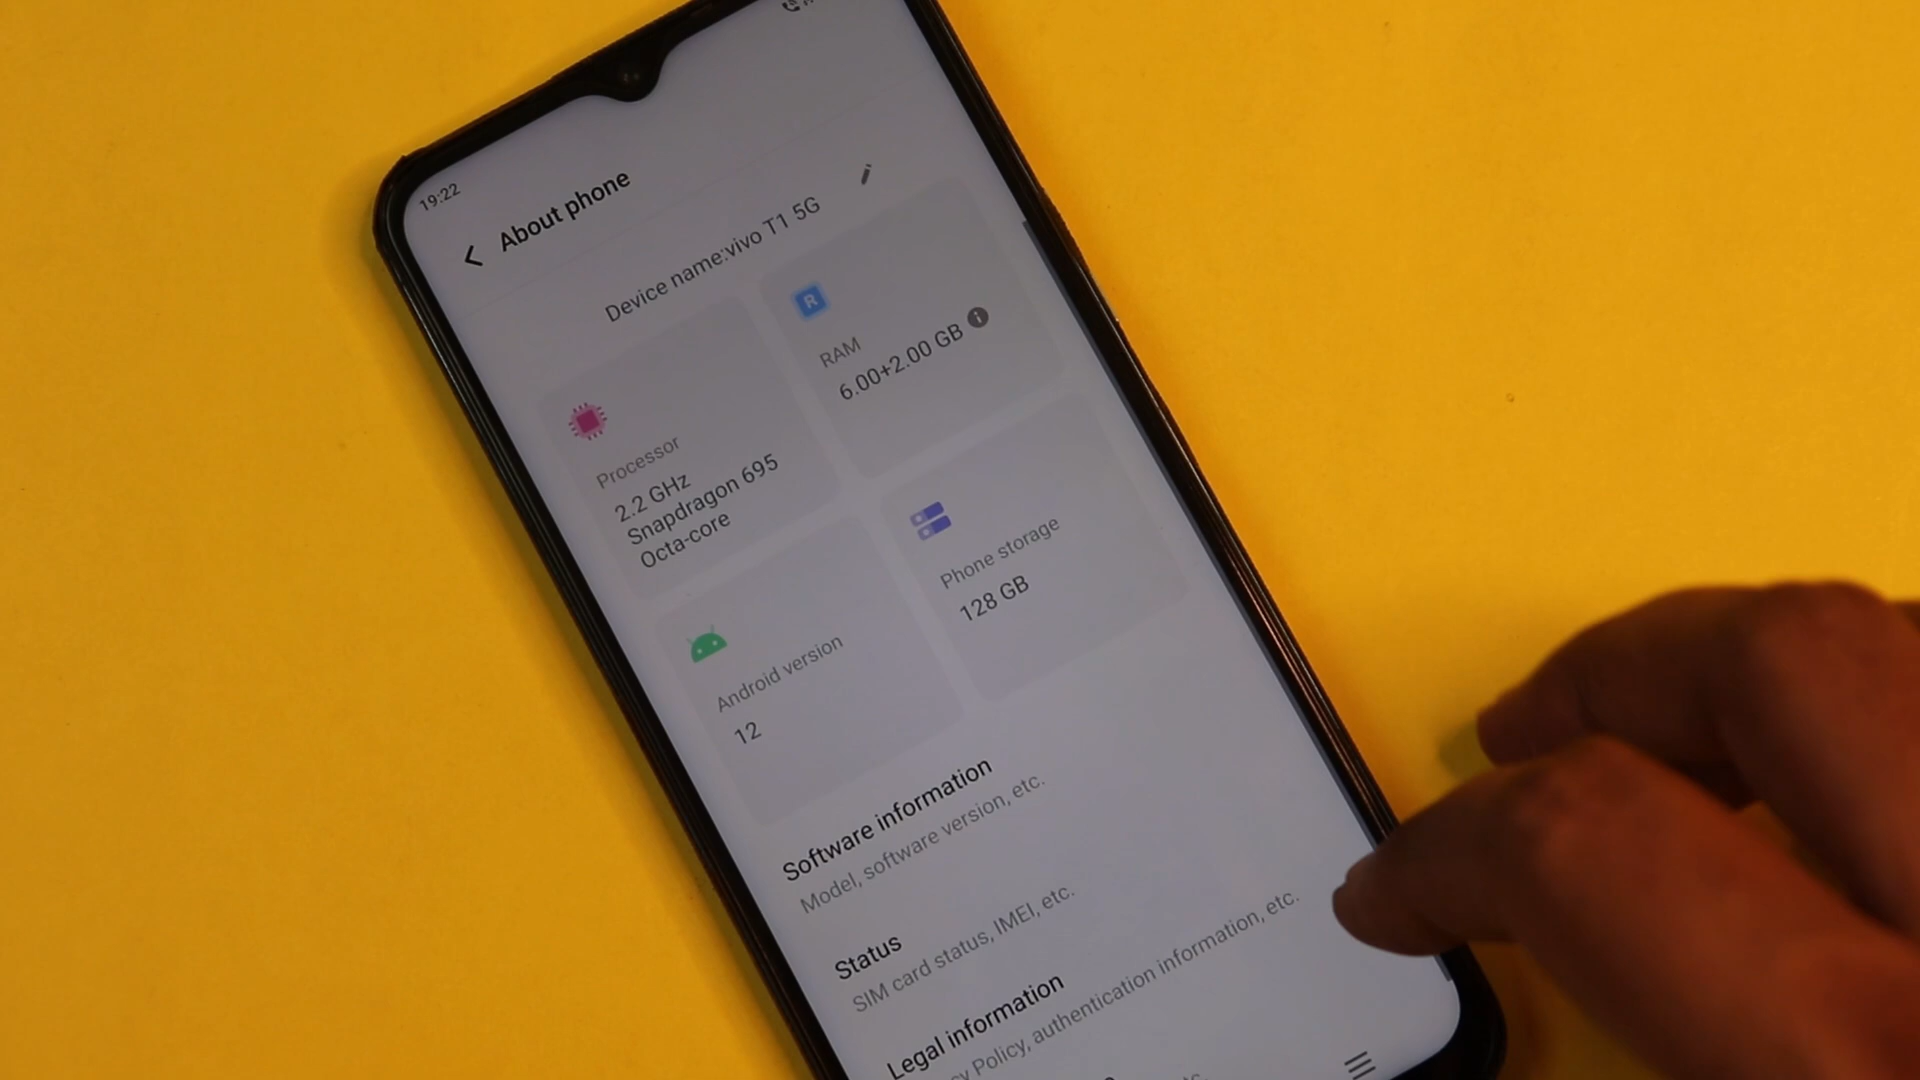 19:22
About phone
Device name:vivo T1 5G
R
RAM
6.00+2.00 GB
Processor
2.2 GHz
Snapdragon 695
Octa-core
Phone storage
128 GB
Android version
12
Software information
Model, software version, etc.
Status
SIM card status, IMEI, etc.
Legal information
Policy, authentication information, etc.